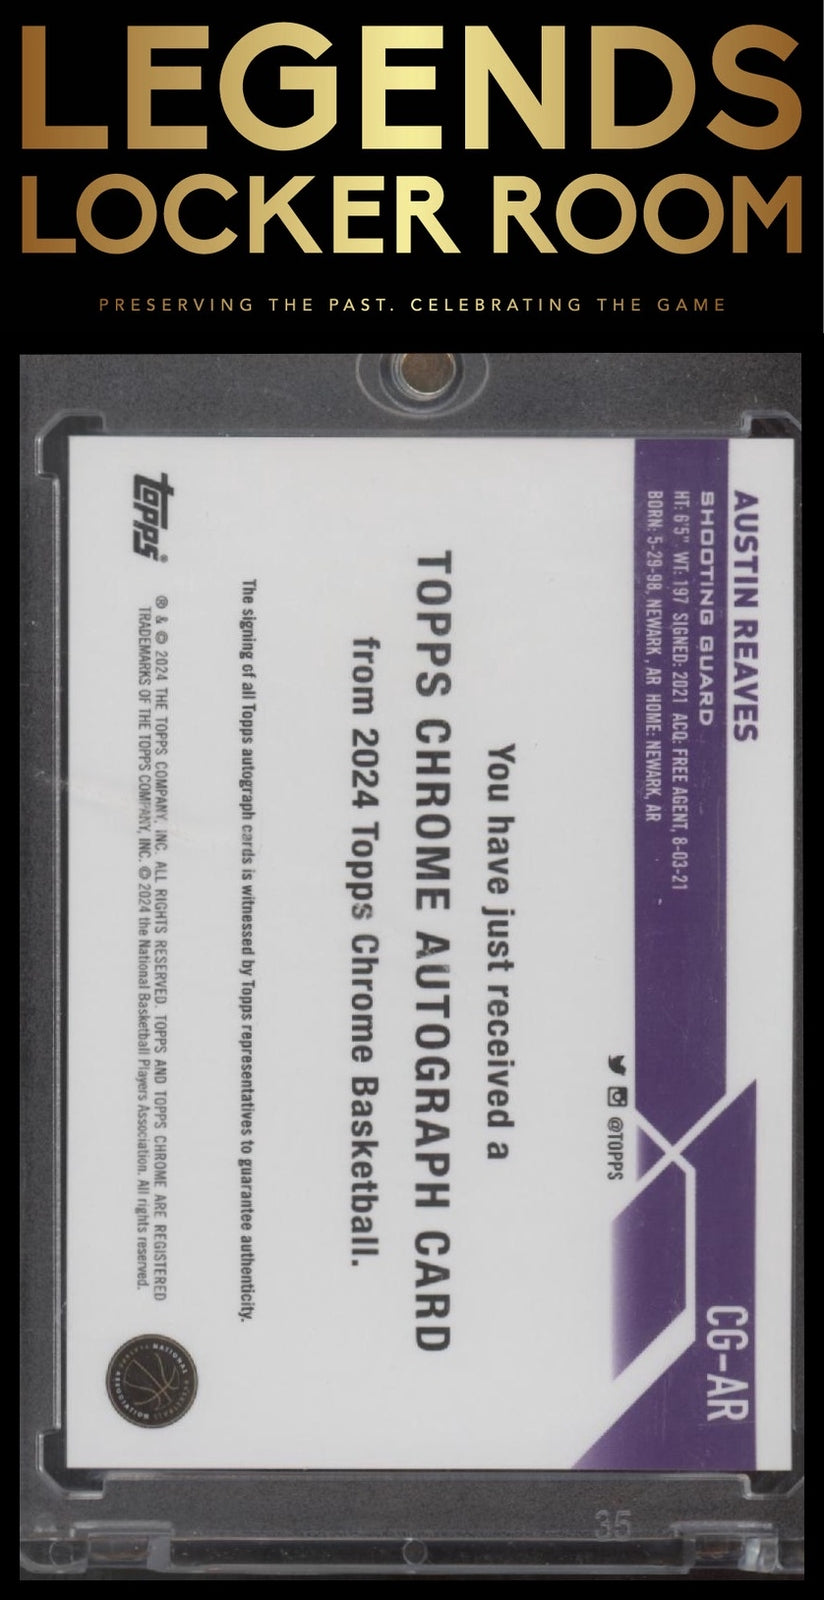 LEGENDS
LOCKER ROOM
PRESERVING THE PAST. CELEBRATING THE GAME
AUSTIN REAVES
SHOOTING GUARD
HT: 6'5" WT: 197 SIGNED: 2021 ACQ: FREE AGENT, 8-03-21
BORN: 5-29-98, NEWARK, AR HOME: NEWARK, AR
CG-AR
@TOPPS
You have just received a
TOPPS CHROME AUTOGRAPH CARD
from 2024 Topps Chrome Basketball.
The signing of all Topps autograph cards is witnessed by Topps representatives to guarantee authenticity.
topps®
® & © 2024 THE TOPPS COMPANY, INC. ALL RIGHTS RESERVED. TOPPS AND TOPPS CHROME ARE REGISTERED
TRADEMARKS OF THE TOPPS COMPANY, INC. © 2024 the National Basketball Players Association. All rights reserved.
NATIONAL BASKETBALL PLAYERS ASSOCIATION
35